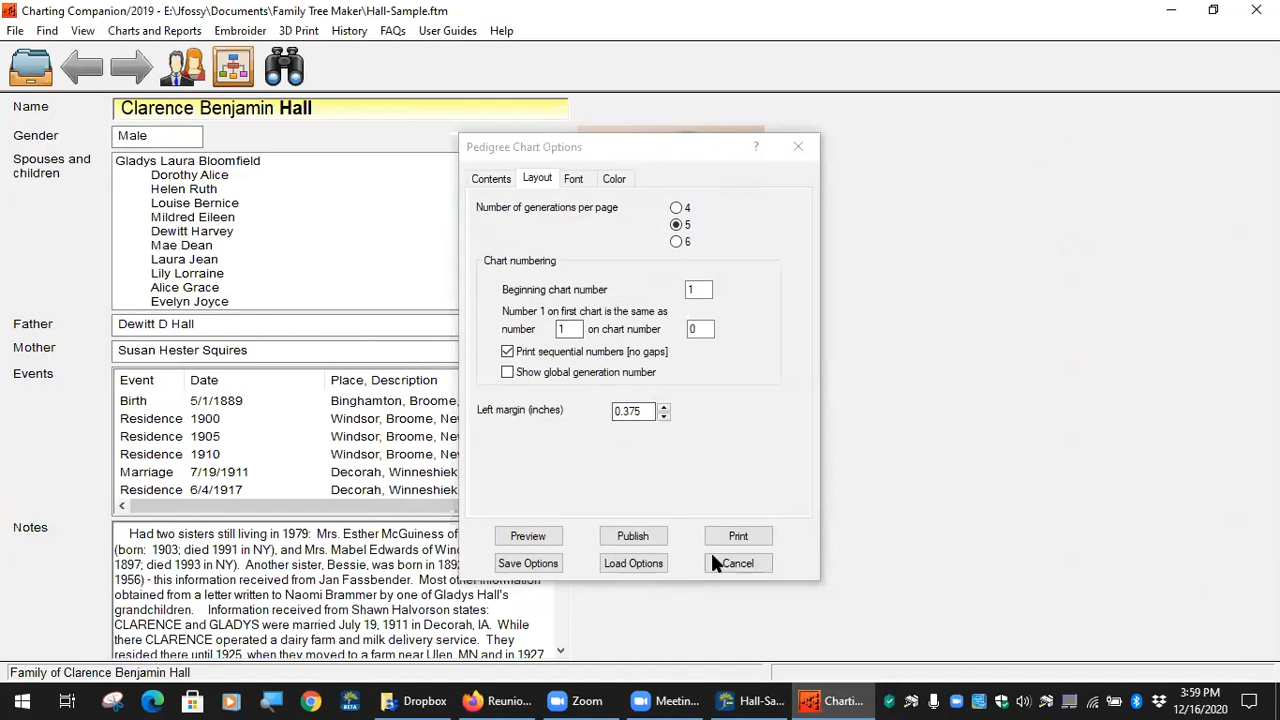 Charting Companion/2019 - E:\Jfossy\Documents\Family Tree Maker\Hall-Sample.ftm
File Find View Charts and Reports Embroider 3D Print History FAQs User Guides Help
Name
Clarence Benjamin Hall
Gender
Male
Spouses and
children
Gladys Laura Bloomfield
Dorothy Alice
Helen Ruth
Louise Bernice
Mildred Eileen
Dewitt Harvey
Mae Dean
Laura Jean
Lily Lorraine
Alice Grace
Evelyn Joyce
Father
Dewitt D Hall
Mother
Susan Hester Squires
Events
Event Date Place, Description
Birth 5/1/1889 Binghamton, Broome,
Residence 1900 Windsor, Broome, New
Residence 1905 Windsor, Broome, New
Residence 1910 Windsor, Broome, New
Marriage 7/19/1911 Decorah, Winneshiek
Residence 6/4/1917 Decorah, Winneshiek
Notes
Had two sisters still living in 1979: Mrs. Esther McGuiness of
(born: 1903; died 1991 in NY), and Mrs. Mabel Edwards of Wind
1897; died 1993 in NY). Another sister, Bessie, was born in 189
1956) - this information received from Jan Fassbender. Most other
obtained from a letter written to Naomi Brammer by one of Gladys Hall's
grandchildren. Information received from Shawn Halvorson states:
CLARENCE and GLADYS were married July 19, 1911 in Decorah, IA. While
there CLARENCE operated a dairy farm and milk delivery service. They
resided there until 1925, when they moved to a farm near Ulen, MN and in 1927
Pedigree Chart Options ?
Contents Layout Font Color
Number of generations per page
4
5
6
Chart numbering
Beginning chart number 1
Number 1 on first chart is the same as
number 1 on chart number 0
Print sequential numbers [no gaps]
Show global generation number
Left margin (inches) 0.375
Preview Publish Print
Save Options Load Options Cancel
Family of Clarence Benjamin Hall
BETA
Dropbox
Reunio...
Zoom
Meetin...
Hall-Sa...
Charti...
3:59 PM
12/16/2020